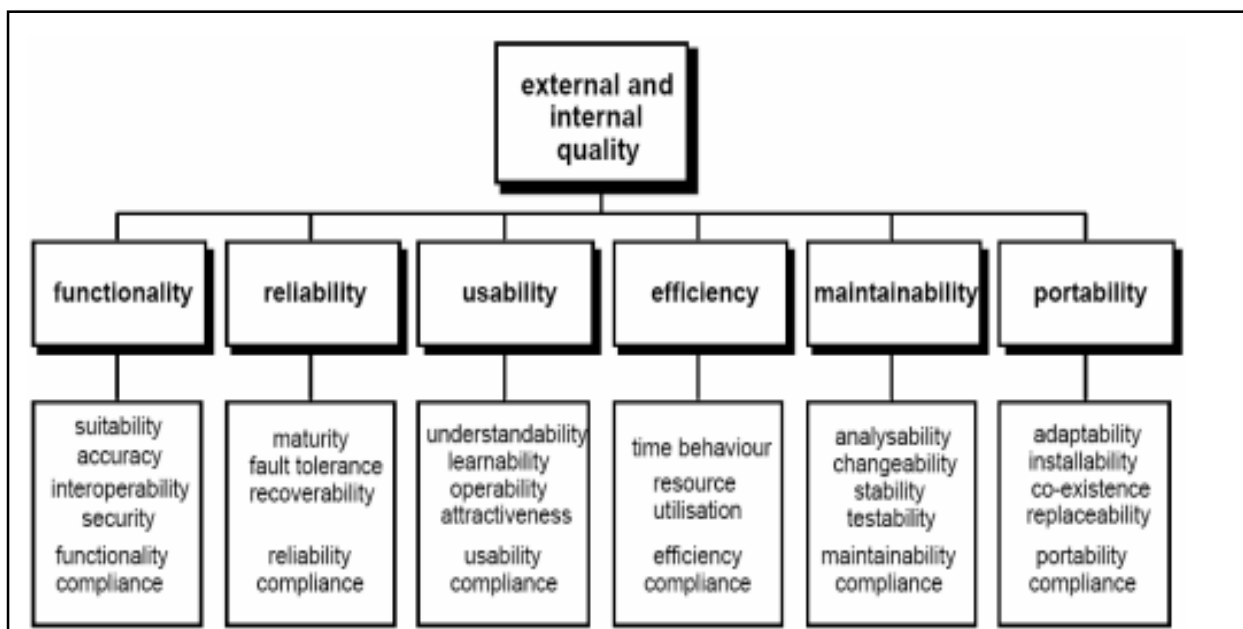 external and
internal
quality
functionality
reliability
usability
efficiency
maintainability
portability
suitability
accuracy
interoperability
security
functionality
compliance
maturity
fault tolerance
recoverability
reliability
compliance
understandability
learnability
operability
attractiveness
usability
compliance
time behaviour
resource
utilisation
efficiency
compliance
analysability
changeability
stability
testability
maintainability
compliance
adaptability
installability
co-existence
replaceability
portability
compliance